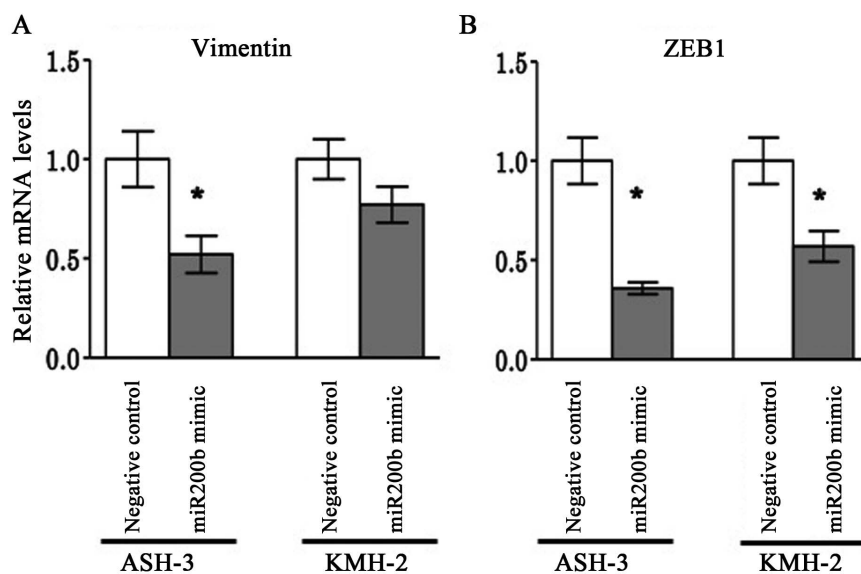 A
Vimentin
Relative mRNA levels
1.5
1.0
0.5
0.0
*
Negative control
miR200b mimic
Negative control
miR200b mimic
ASH-3
KMH-2
B
ZEB1
1.5
1.0
0.5
0.0
*
*
Negative control
miR200b mimic
Negative control
miR200b mimic
ASH-3
KMH-2